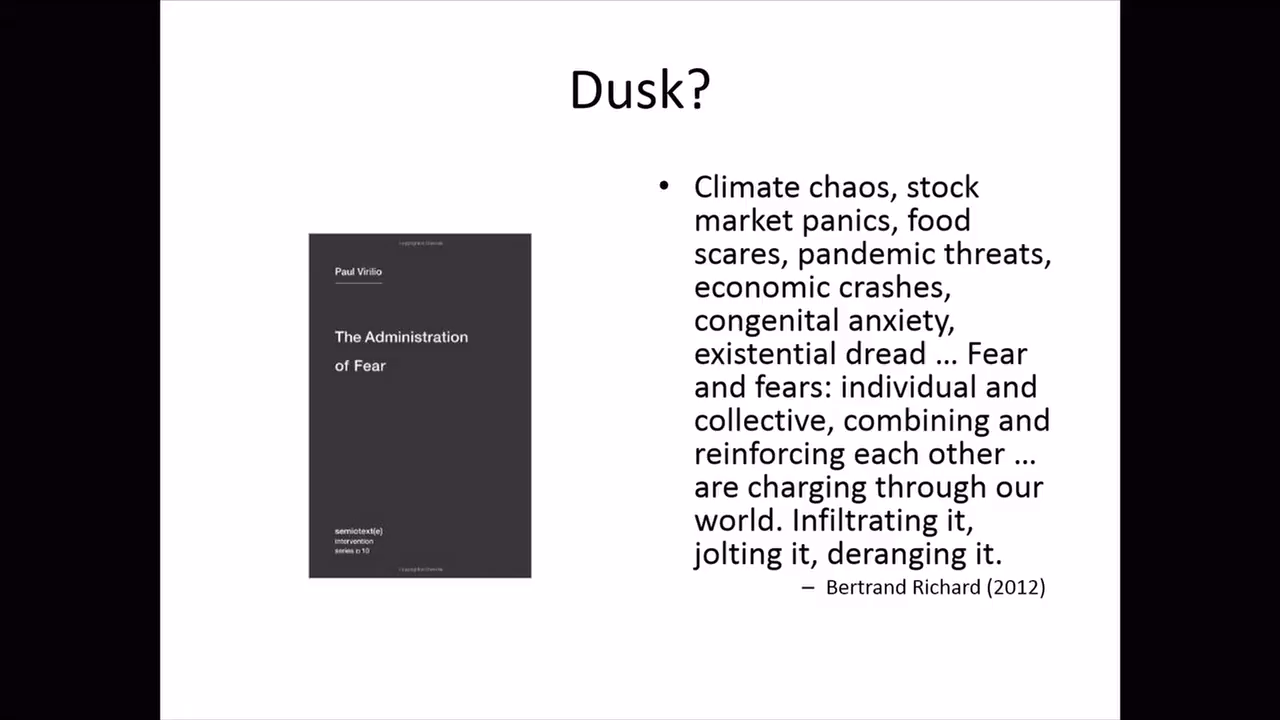 Dusk?
Paul Virilio
The Administration
of Fear
semiotext(e)
intervention
series n 10
• Climate chaos, stock
market panics, food
scares, pandemic threats,
economic crashes,
congenital anxiety,
existential dread … Fear
and fears: individual and
collective, combining and
reinforcing each other …
are charging through our
world. Infiltrating it,
jolting it, deranging it.
– Bertrand Richard (2012)